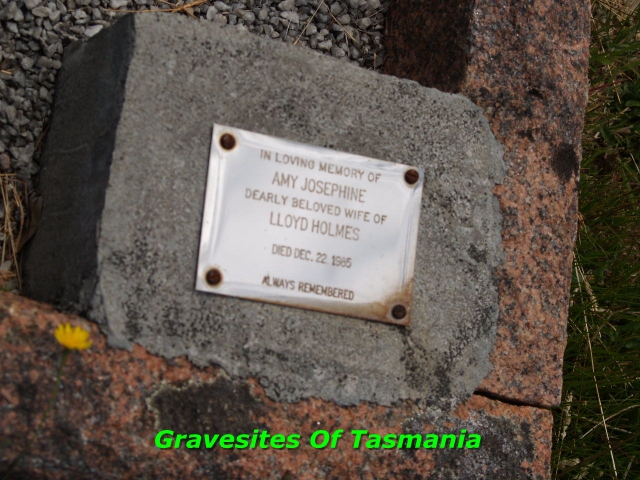 IN LOVING MEMORY OF
AMY JOSEPHINE
DEARLY BELOVED WIFE OF
LLOYD HOLMES
DIED DEC. 22. 1985
ALWAYS REMEMBERED
Gravesites Of Tasmania